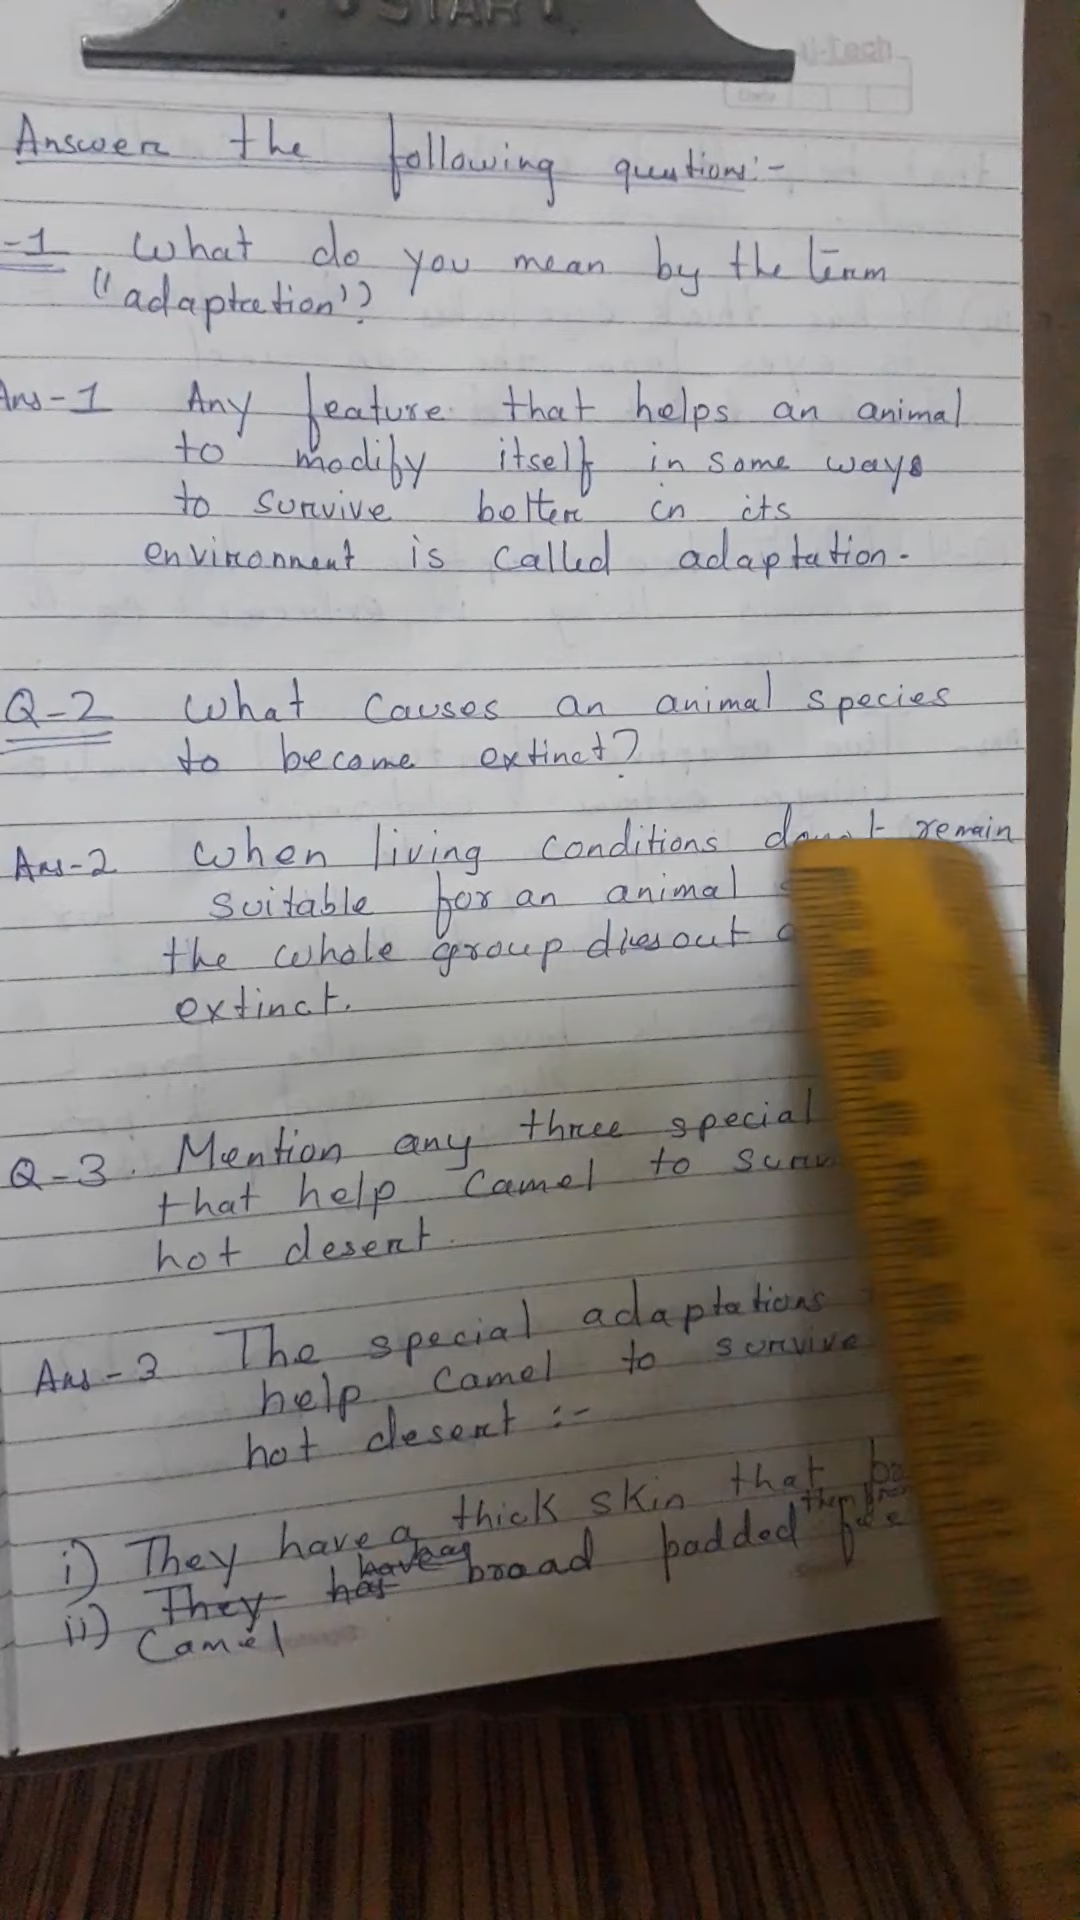 START
Answer the following questions:-
-1 What do you mean by the term
"adaptation"?
Ans-1 Any feature that helps an animal
to modify itself in some ways
to survive better in its
environment is called adaptation.
Q-2 What causes an animal species
to become extinct?
Ans-2 When living conditions remain
suitable for an animal
the whole group dies out
extinct.
Q-3. Mention any three special
that help Camel to
hot desert.
Ans-3 The special adaptations
help Camel to survive
hot desert :-
i) They have a thick skin that
ii) They have broad padded
Camel